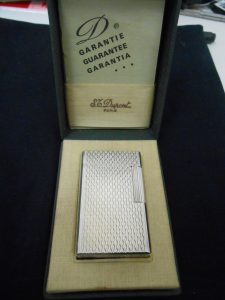 D
GARANTIE
GUARANTEE
GARANTIA
...
S.T. Dupont
PARIS